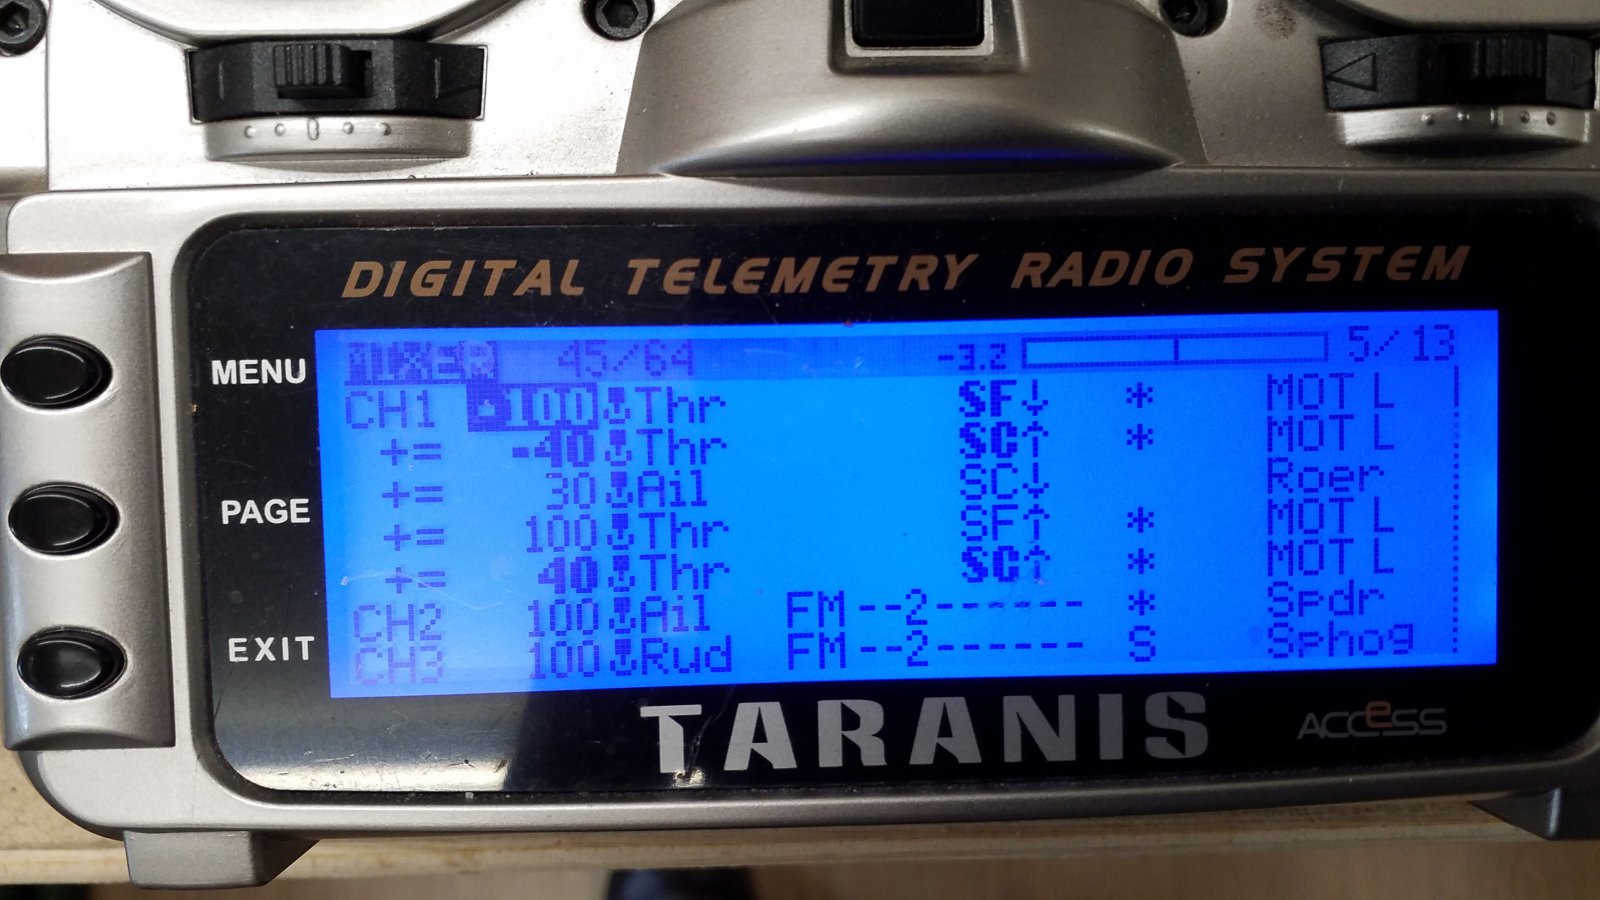 DIGITAL TELEMETRY RADIO SYSTEM
MENU
PAGE
EXIT
MIXER 45/64 -3.2 5/13
CH1 100 Thr SF↓ * MOT L
+= -40 Thr SG↑ * MOT L
+= 30 Ail SC↓ Roer
+= 100 Thr SF↑ * MOT L
+= 40 Thr SG↑ * MOT L
CH2 100 Ail FM--2------ * Spdr
CH3 100 Rud FM--2------ S Sphog
TARANIS
ACCeSS